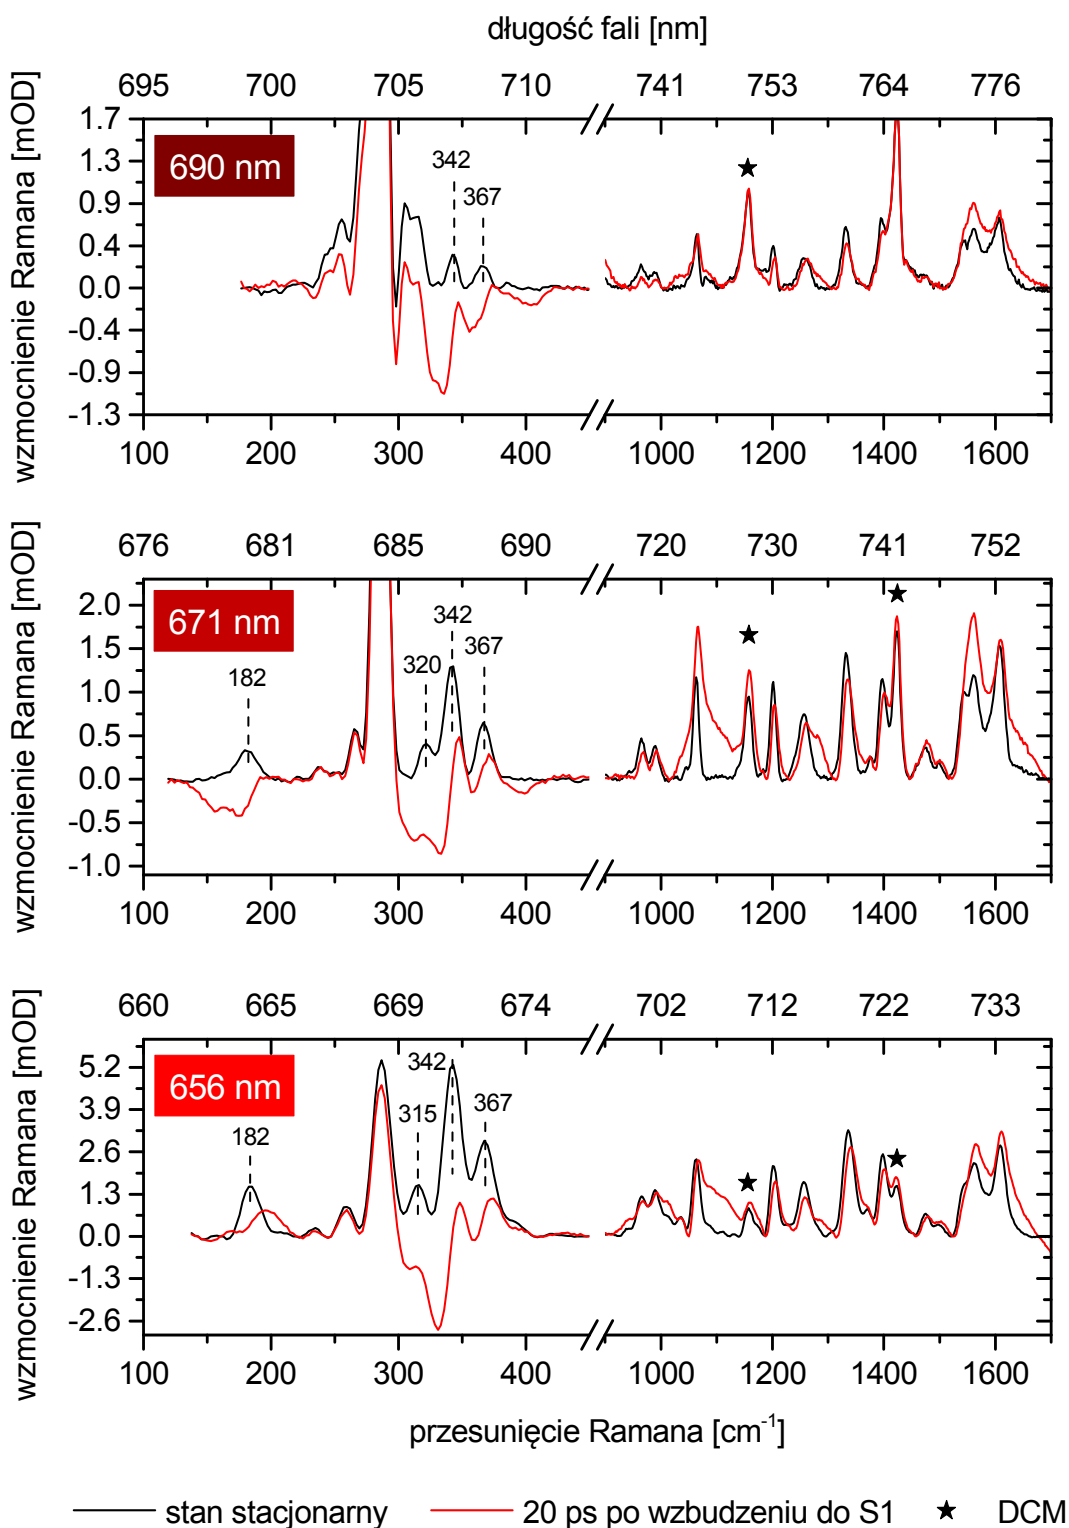 długość fali [nm]
695 700 705 710 741 753 764 776
wzmocnienie Ramana [mOD]
1.7
1.3
0.9
0.4
0.0
-0.4
-0.9
-1.3
690 nm
342
367
★
100 200 300 400 1000 1200 1400 1600
676 681 685 690 720 730 741 752
wzmocnienie Ramana [mOD]
2.0
1.5
1.0
0.5
0.0
-0.5
-1.0
671 nm
182
320
342
367
★ ★
100 200 300 400 1000 1200 1400 1600
660 665 669 674 702 712 722 733
wzmocnienie Ramana [mOD]
5.2
3.9
2.6
1.3
0.0
-1.3
-2.6
656 nm
182
315
342
367
★ ★
100 200 300 400 1000 1200 1400 1600
przesunięcie Ramana [cm⁻¹]
stan stacjonarny 20 ps po wzbudzeniu do S1 ★ DCM